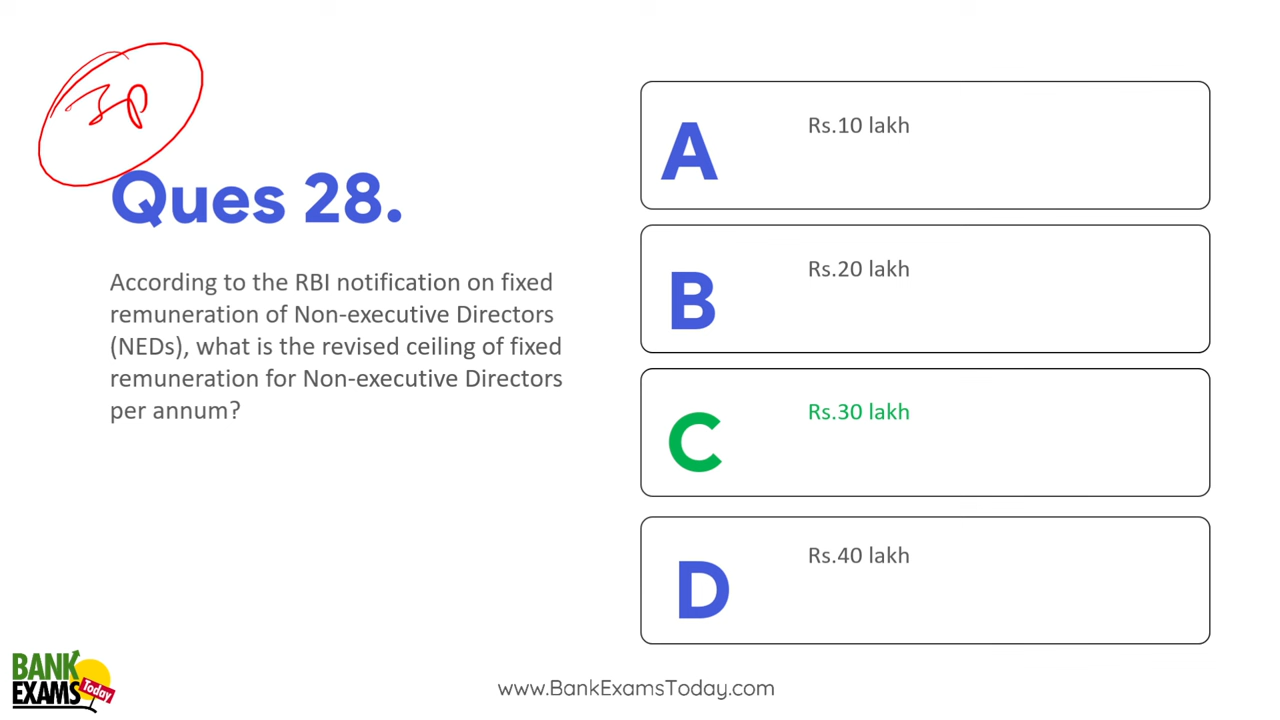 30
Ques 28.
According to the RBI notification on fixed
remuneration of Non-executive Directors
(NEDs), what is the revised ceiling of fixed
remuneration for Non-executive Directors
per annum?
A
Rs.10 lakh
B
Rs.20 lakh
C
Rs.30 lakh
D
Rs.40 lakh
BANK
EXAMS
Today
www.BankExamsToday.com